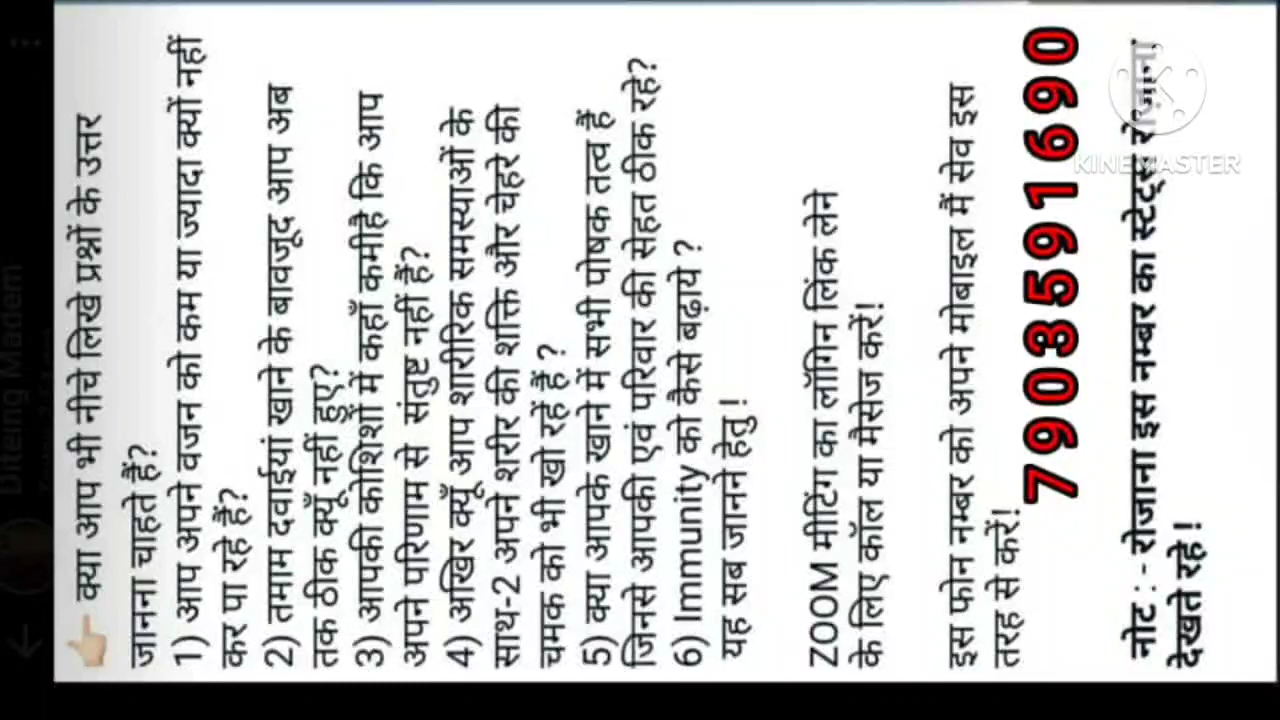 👉🏻 क्या आप भी नीचे लिखे प्रश्नों के उत्तर
जानना चाहते हैं?
1) आप अपने वजन को कम या ज्यादा क्यों नहीं
कर पा रहे हैं?
2) तमाम दवाईयां खाने के बावजूद आप अब
तक ठीक क्यूँ नहीं हुए?
3) आपकी कोशिशों में कहाँ कमीहै कि आप
अपने परिणाम से संतुष्ट नहीं हैं?
4) अखिर क्यूँ आप शारीरिक समस्याओं के
साथ-2 अपने शरीर की शक्ति और चेहरे की
चमक को भी खो रहें हैं ?
5) क्या आपके खाने में सभी पोषक तत्व हैं
जिनसे आपकी एवं परिवार की सेहत ठीक रहे?
6) Immunity को कैसे बढ़ाये ?
यह सब जानने हेतु !
ZOOM मीटिंग का लॉगिन लिंक लेने
के लिए कॉल या मैसेज करें!
इस फोन नम्बर को अपने मोबाइल मैं सेव इस
तरह से करें!
7903591690
नोट : - रोजाना इस नम्बर का स्टेट्स रोज़ाना
देखते रहे !
Diteing Madem
KINEMASTER